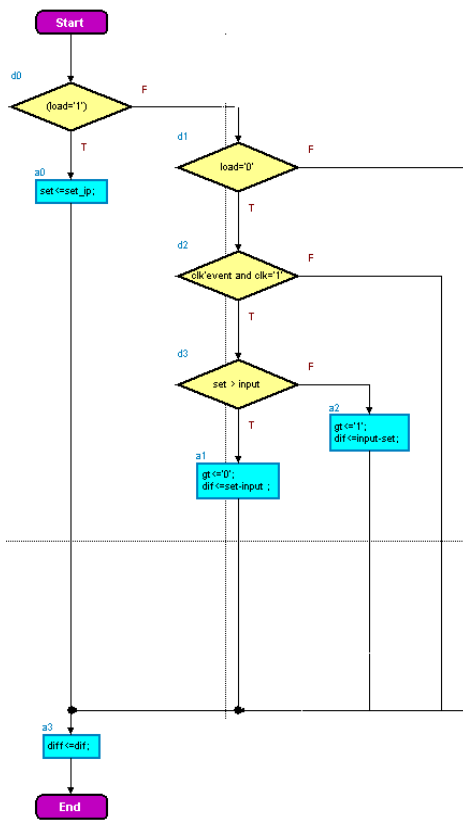 Start
d0
(load='1')
F
T
a0
set<=set_ip;
d1
load='0'
F
T
d2
clk'event and clk='1'
F
T
d3
set > input
F
T
a2
gt<='1';
dif<=input-set;
a1
gt<='0';
dif<=set-input ;
a3
diff<=dif;
End